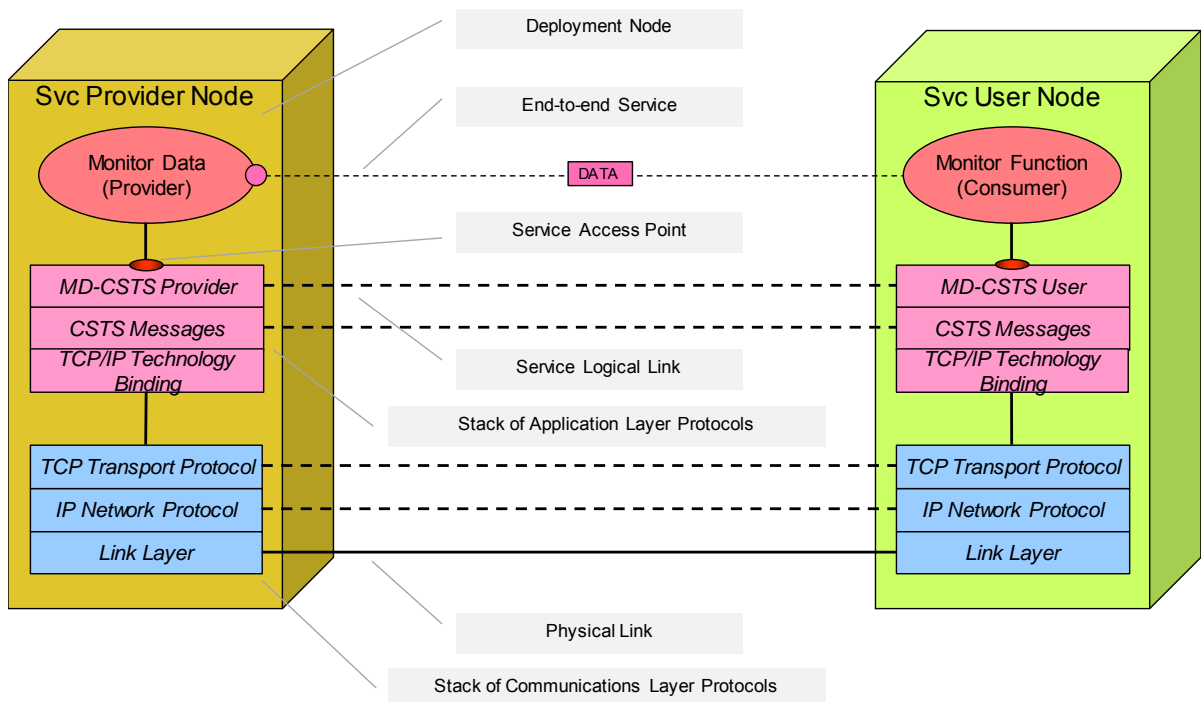 Deployment Node
Svc Provider Node
End-to-end Service
Svc User Node
Monitor Data
(Provider)
DATA
Monitor Function
(Consumer)
Service Access Point
MD-CSTS Provider
MD-CSTS User
CSTS Messages
CSTS Messages
TCP/IP Technology
Binding
Service Logical Link
TCP/IP Technology
Binding
Stack of Application Layer Protocols
TCP Transport Protocol
TCP Transport Protocol
IP Network Protocol
IP Network Protocol
Link Layer
Link Layer
Physical Link
Stack of Communications Layer Protocols